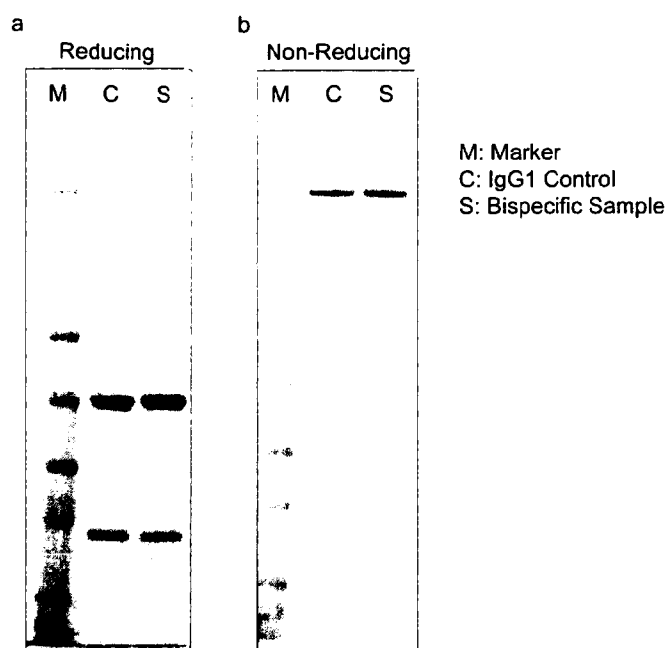 a
Reducing
M C S
b
Non-Reducing
M C S
M: Marker
C: IgG1 Control
S: Bispecific Sample